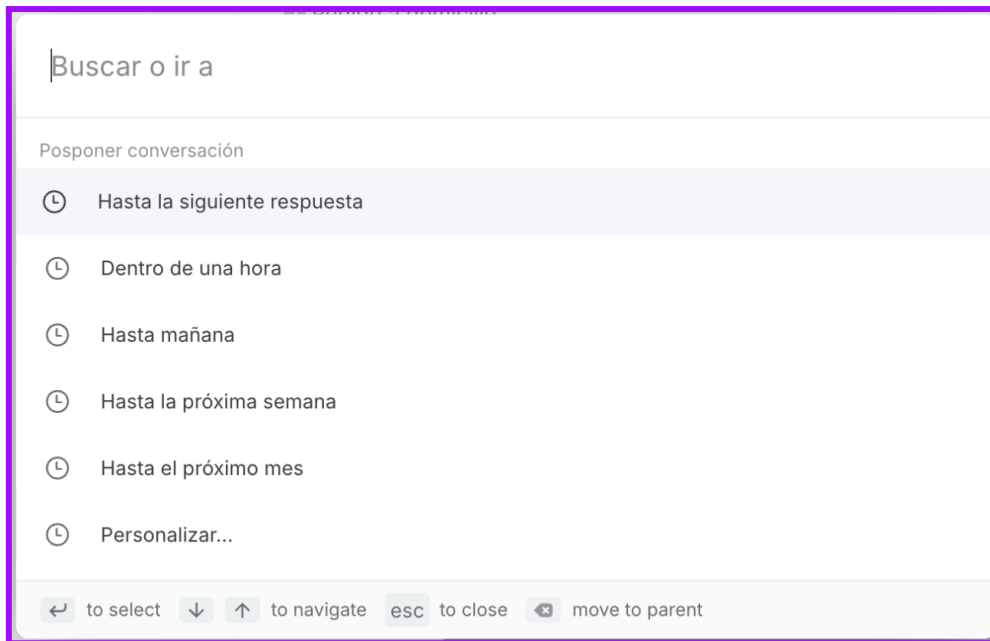 Buscar o ir a
Posponer conversación
Hasta la siguiente respuesta
Dentro de una hora
Hasta mañana
Hasta la próxima semana
Hasta el próximo mes
Personalizar...
to select to navigate esc to close move to parent